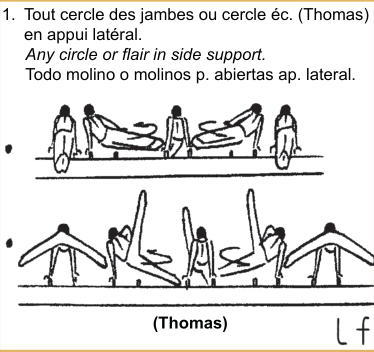 1. Tout cercle des jambes ou cercle éc. (Thomas)
en appui latéral.
Any circle or flair in side support.
Todo molino o molinos p. abiertas ap. lateral.
(Thomas)
L f